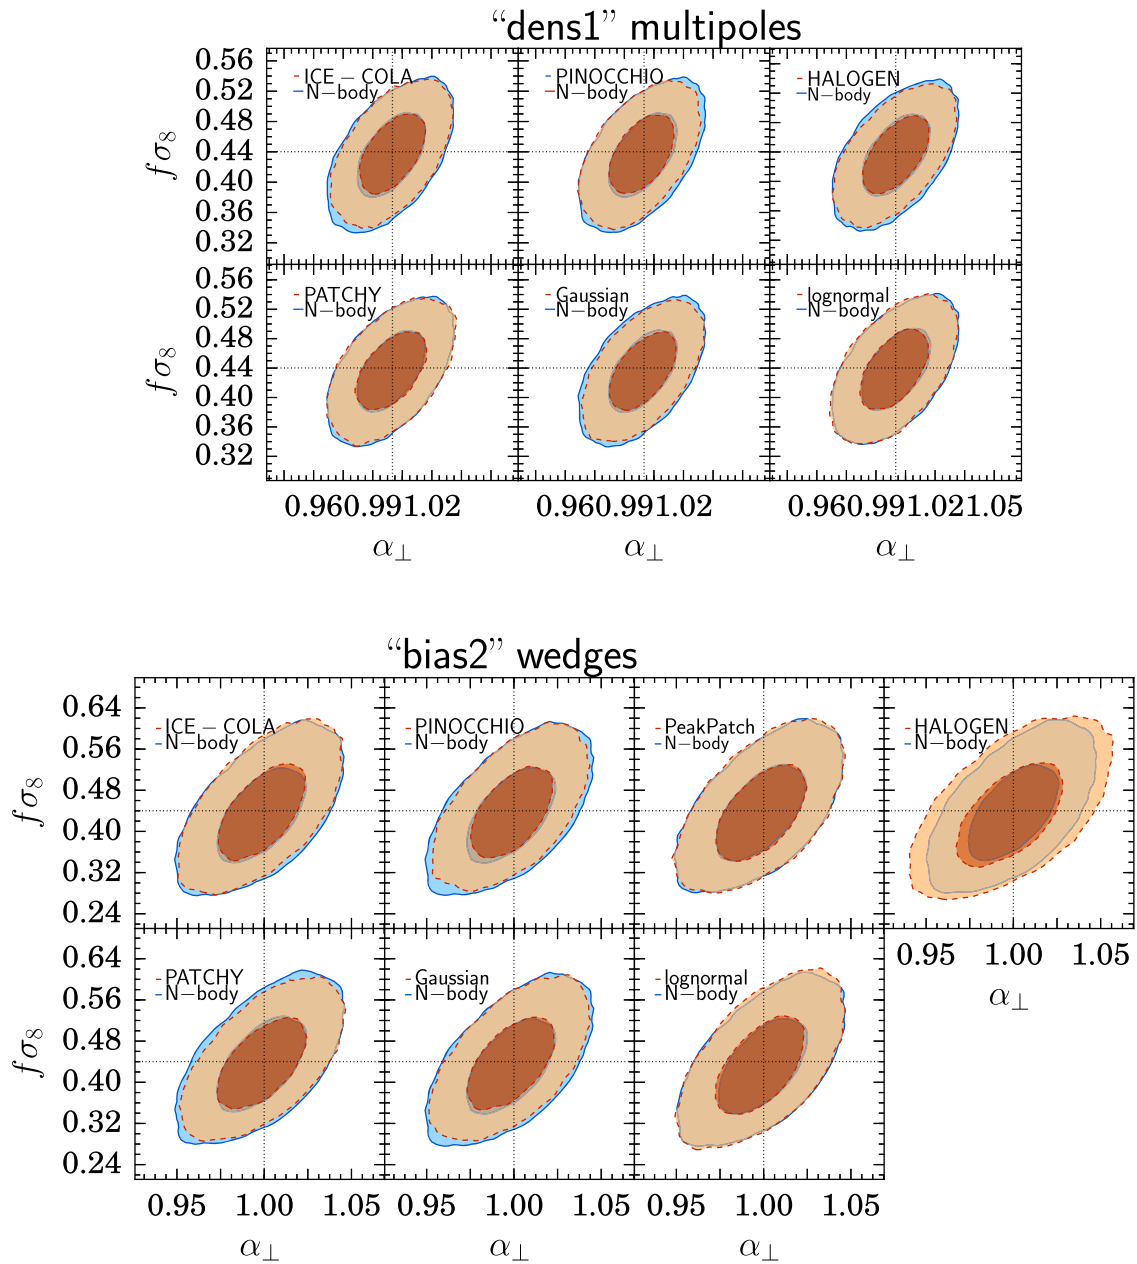 “dens1” multipoles
0.56
0.52
0.48
0.44
0.40
0.36
0.32
fσ8
ICE − COLA
N−body
PINOCCHIO
N−body
HALOGEN
N−body
0.56
0.52
0.48
0.44
0.40
0.36
0.32
fσ8
PATCHY
N−body
Gaussian
N−body
lognormal
N−body
0.960.991.02
0.960.991.02
0.960.991.021.05
α⊥
α⊥
α⊥
“bias2” wedges
0.64
0.56
0.48
0.40
0.32
0.24
fσ8
ICE − COLA
N−body
PINOCCHIO
N−body
PeakPatch
N−body
HALOGEN
N−body
0.95 1.00 1.05
α⊥
0.64
0.56
0.48
0.40
0.32
0.24
fσ8
PATCHY
N−body
Gaussian
N−body
lognormal
N−body
0.95 1.00 1.05
0.95 1.00 1.05
0.95 1.00 1.05
α⊥
α⊥
α⊥